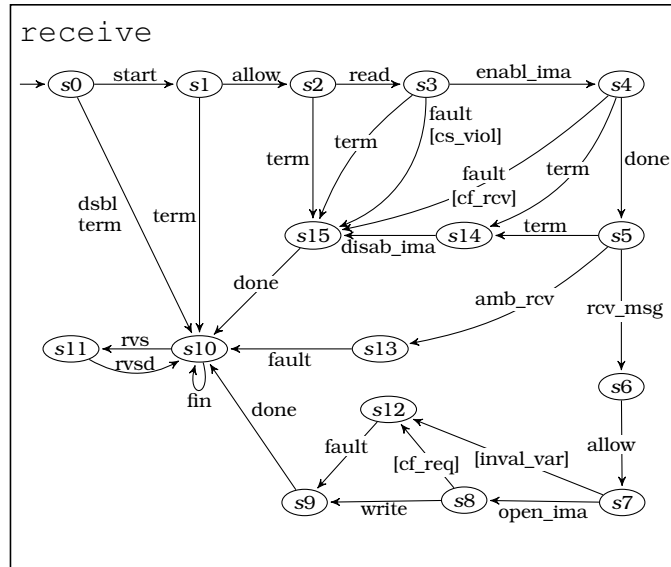 receive
s0 start s1 allow s2 read s3 enabl_ima s4
fault
[cs_viol]
term term term done
fault
[cf_rcv]
dsbl
term
term
s15 disab_ima s14 term s5
done
amb_rcv
rcv_msg
s11 rvs s10 fault s13
rvsd
fin
s6
done
s12
allow
fault [cf_req] [inval_var]
s9 write s8 open_ima s7